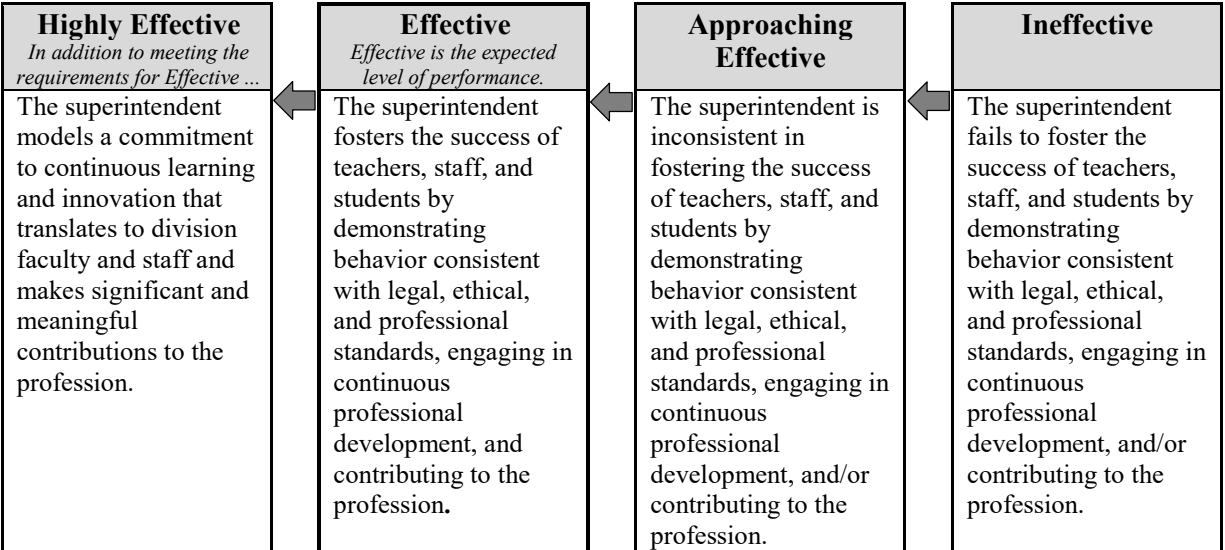 Highly Effective
In addition to meeting the
requirements for Effective ...
The superintendent
models a commitment
to continuous learning
and innovation that
translates to division
faculty and staff and
makes significant and
meaningful
contributions to the
profession.
Effective
Effective is the expected
level of performance.
The superintendent
fosters the success of
teachers, staff, and
students by
demonstrating
behavior consistent
with legal, ethical,
and professional
standards, engaging in
continuous
professional
development, and
contributing to the
profession.
Approaching
Effective
The superintendent is
inconsistent in
fostering the success
of teachers, staff, and
students by
demonstrating
behavior consistent
with legal, ethical,
and professional
standards, engaging in
continuous
professional
development, and/or
contributing to the
profession.
Ineffective
The superintendent
fails to foster the
success of teachers,
staff, and students by
demonstrating
behavior consistent
with legal, ethical,
and professional
standards, engaging in
continuous
professional
development, and/or
contributing to the
profession.